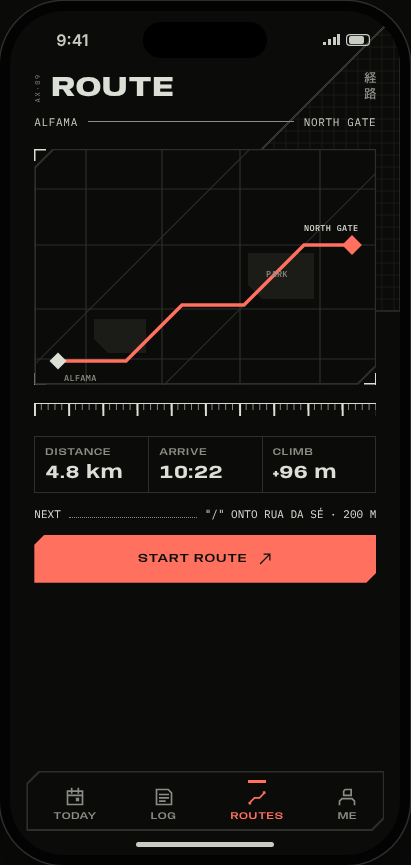 9:41
AX·09
ROUTE
経路
ALFAMA
NORTH GATE
NORTH GATE
PARK
ALFAMA
DISTANCE
4.8 km
ARRIVE
10:22
CLIMB
+96 m
NEXT
"/" ONTO RUA DA SÉ · 200 M
START ROUTE ↗
TODAY
LOG
ROUTES
ME